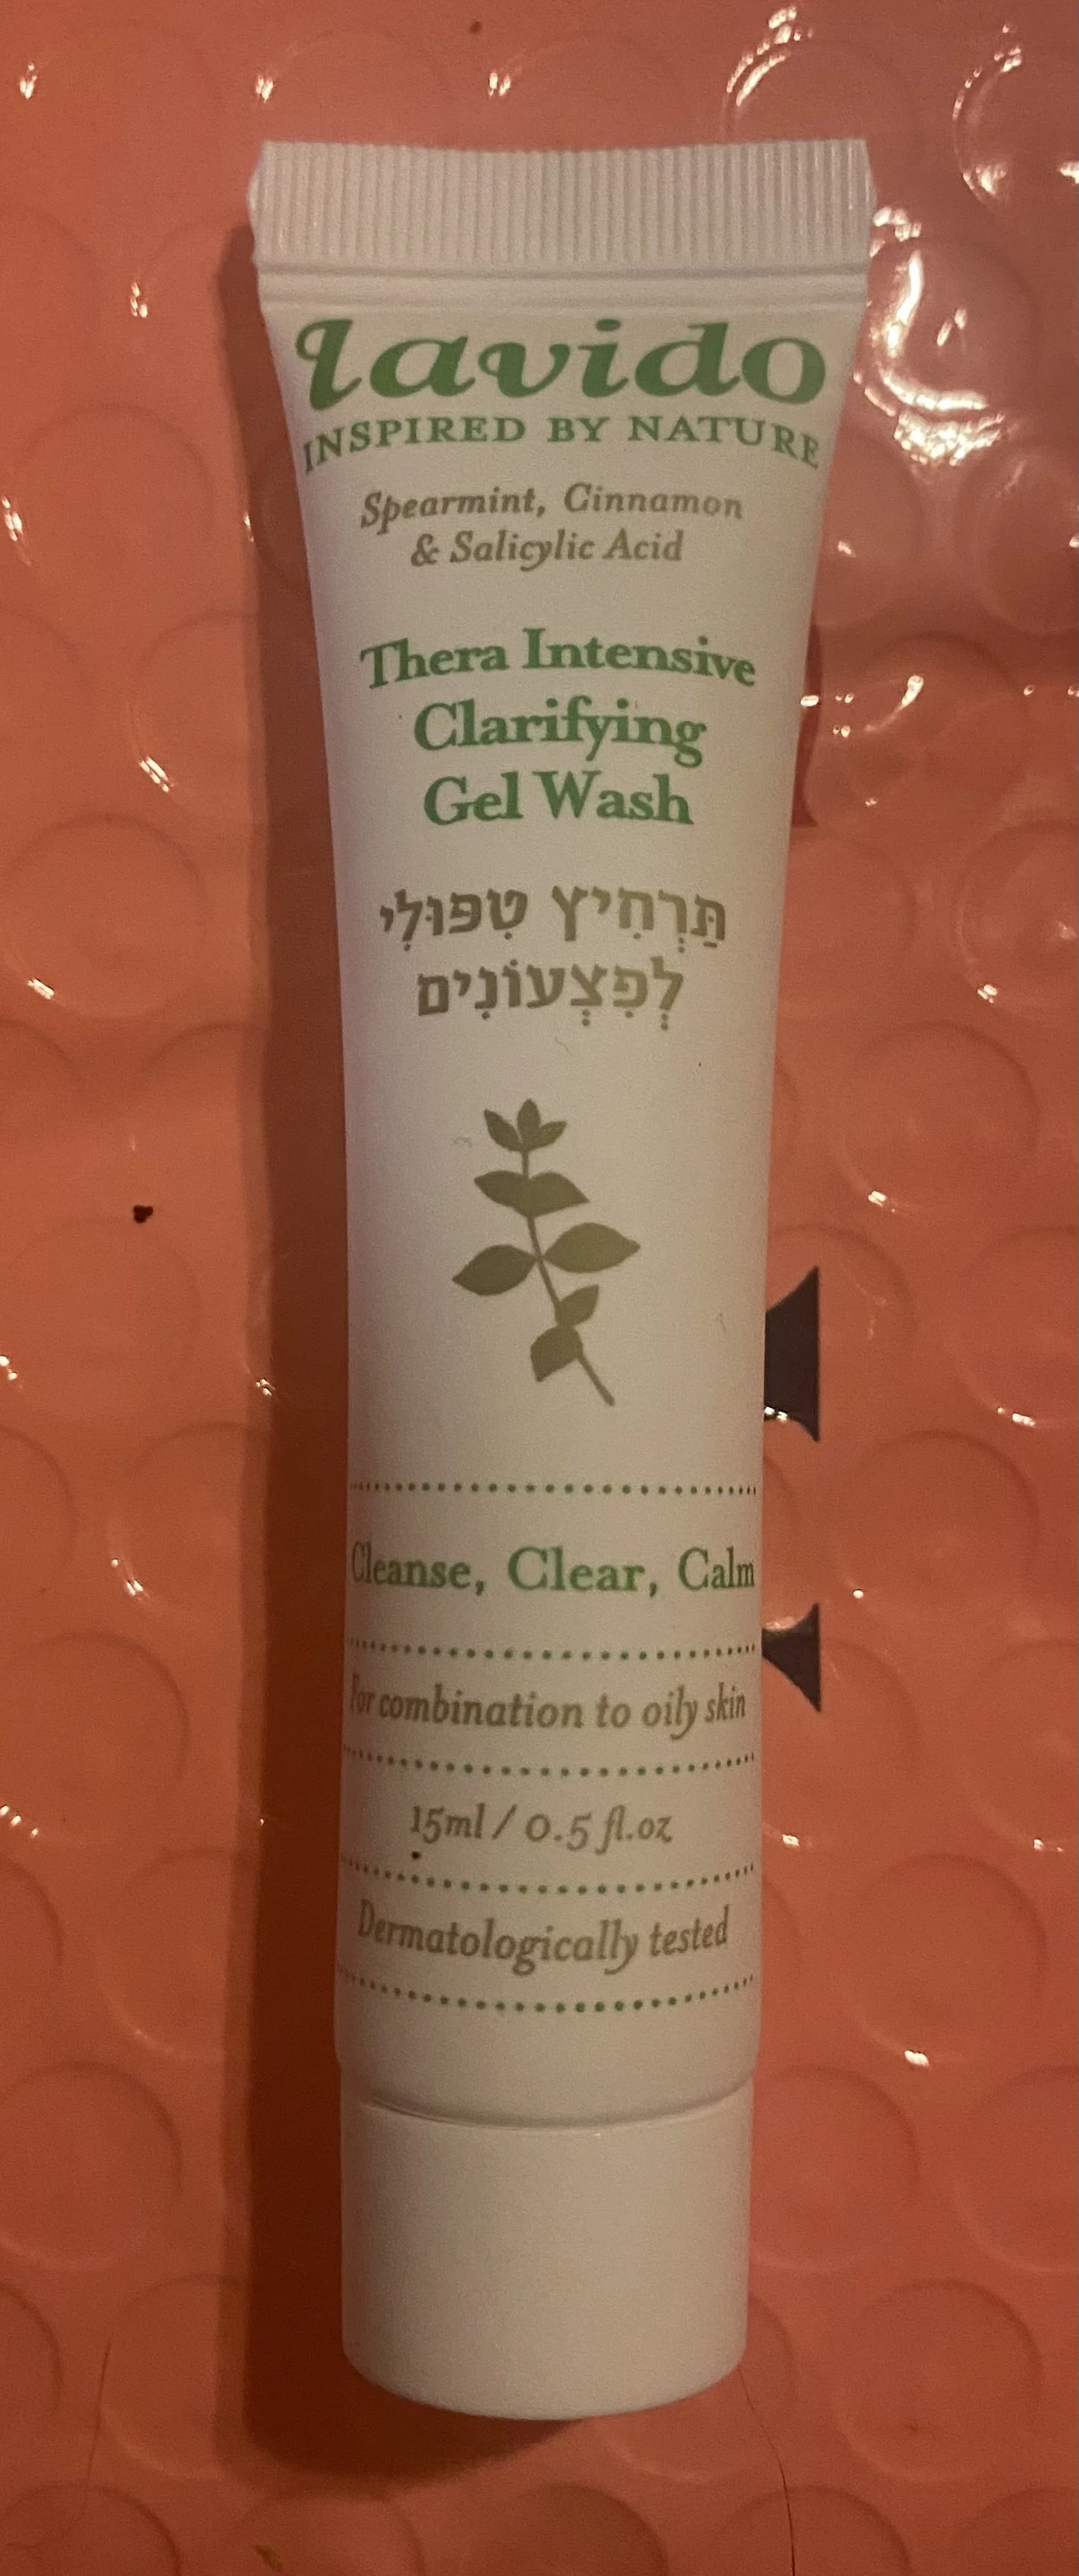 lavido
INSPIRED BY NATURE
Spearmint, Cinnamon
& Salicylic Acid
Thera Intensive
Clarifying
Gel Wash
תַּרְחִיץ טִפּוּלִי
לְפִצְעוֹנִים
Cleanse, Clear, Calm
For combination to oily skin
15ml / 0.5 fl.oz
Dermatologically tested